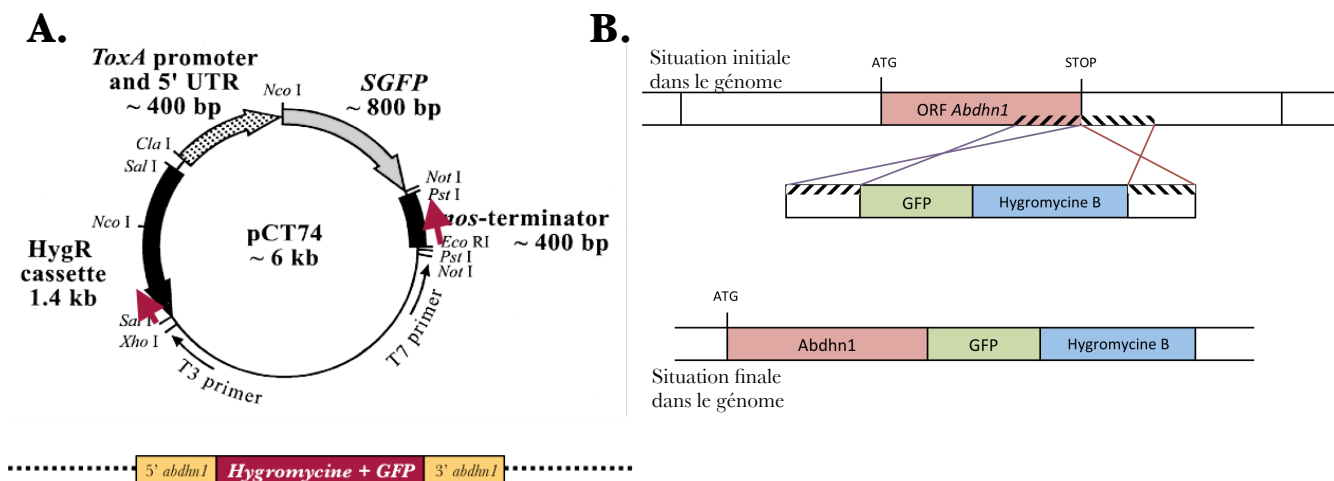 A.
ToxA promoter
and 5' UTR
~ 400 bp
Nco I
SGFP
~ 800 bp
Cla I
Sal I
Not I
Pst I
Nco I
pCT74
~ 6 kb
nos-terminator
~ 400 bp
Eco RI
Pst I
Not I
HygR
cassette
1.4 kb
Sal I
Xho I
T3 primer
T7 primer
5' abdhn1
Hygromycine + GFP
3' abdhn1
B.
Situation initiale
dans le génome
ATG
STOP
ORF Abdhn1
GFP
Hygromycine B
ATG
Abdhn1
GFP
Hygromycine B
Situation finale
dans le génome